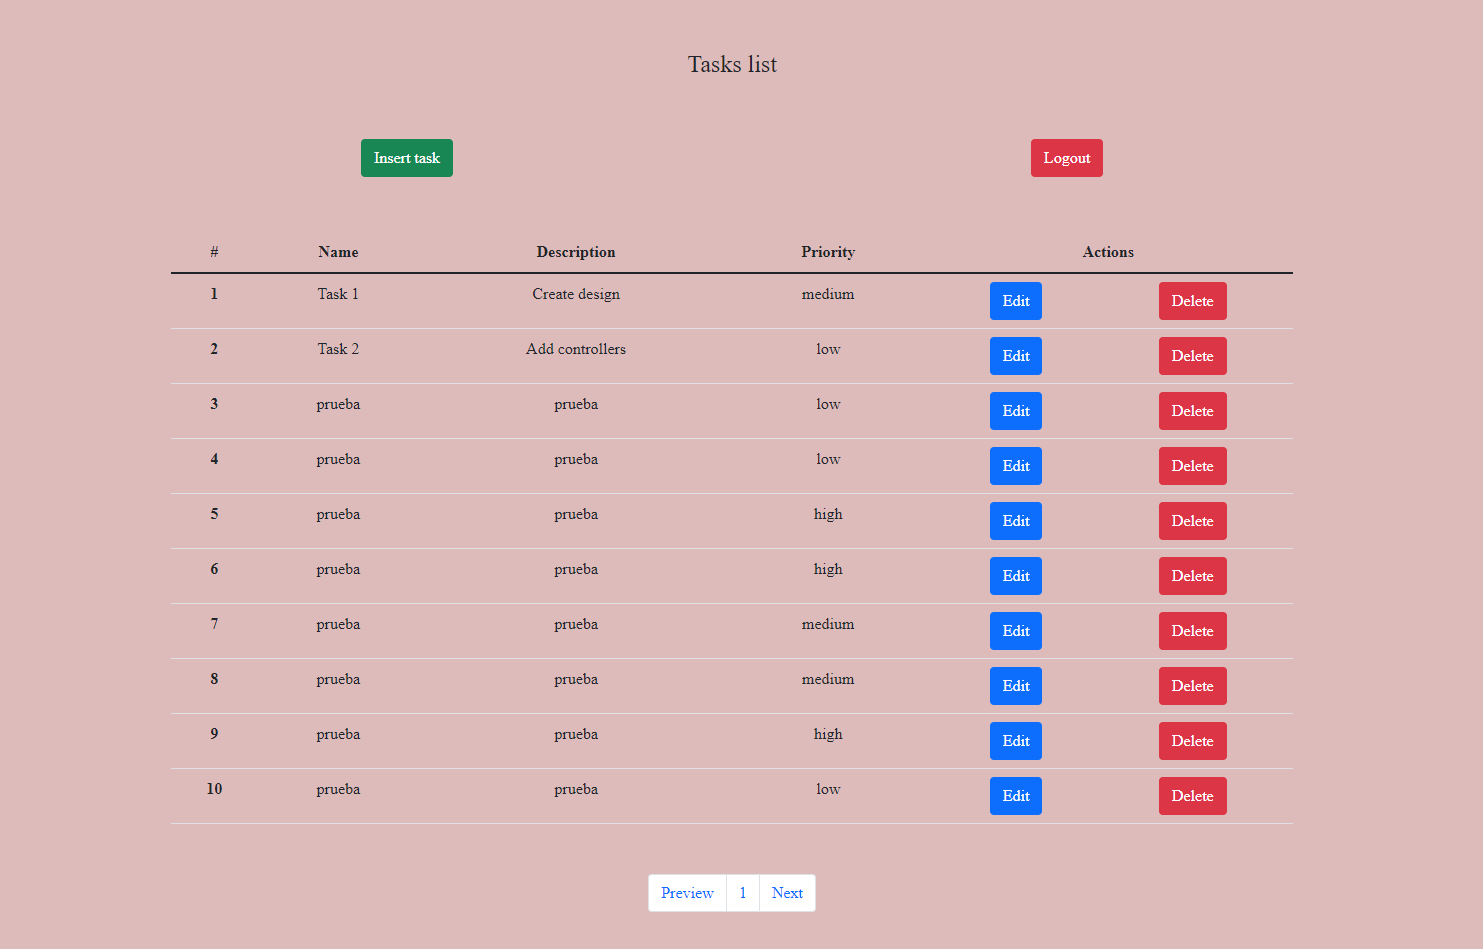 Tasks list
Insert task Logout
# Name Description Priority Actions
1 Task 1 Create design medium Edit Delete
2 Task 2 Add controllers low Edit Delete
3 prueba prueba low Edit Delete
4 prueba prueba low Edit Delete
5 prueba prueba high Edit Delete
6 prueba prueba high Edit Delete
7 prueba prueba medium Edit Delete
8 prueba prueba medium Edit Delete
9 prueba prueba high Edit Delete
10 prueba prueba low Edit Delete
Preview 1 Next